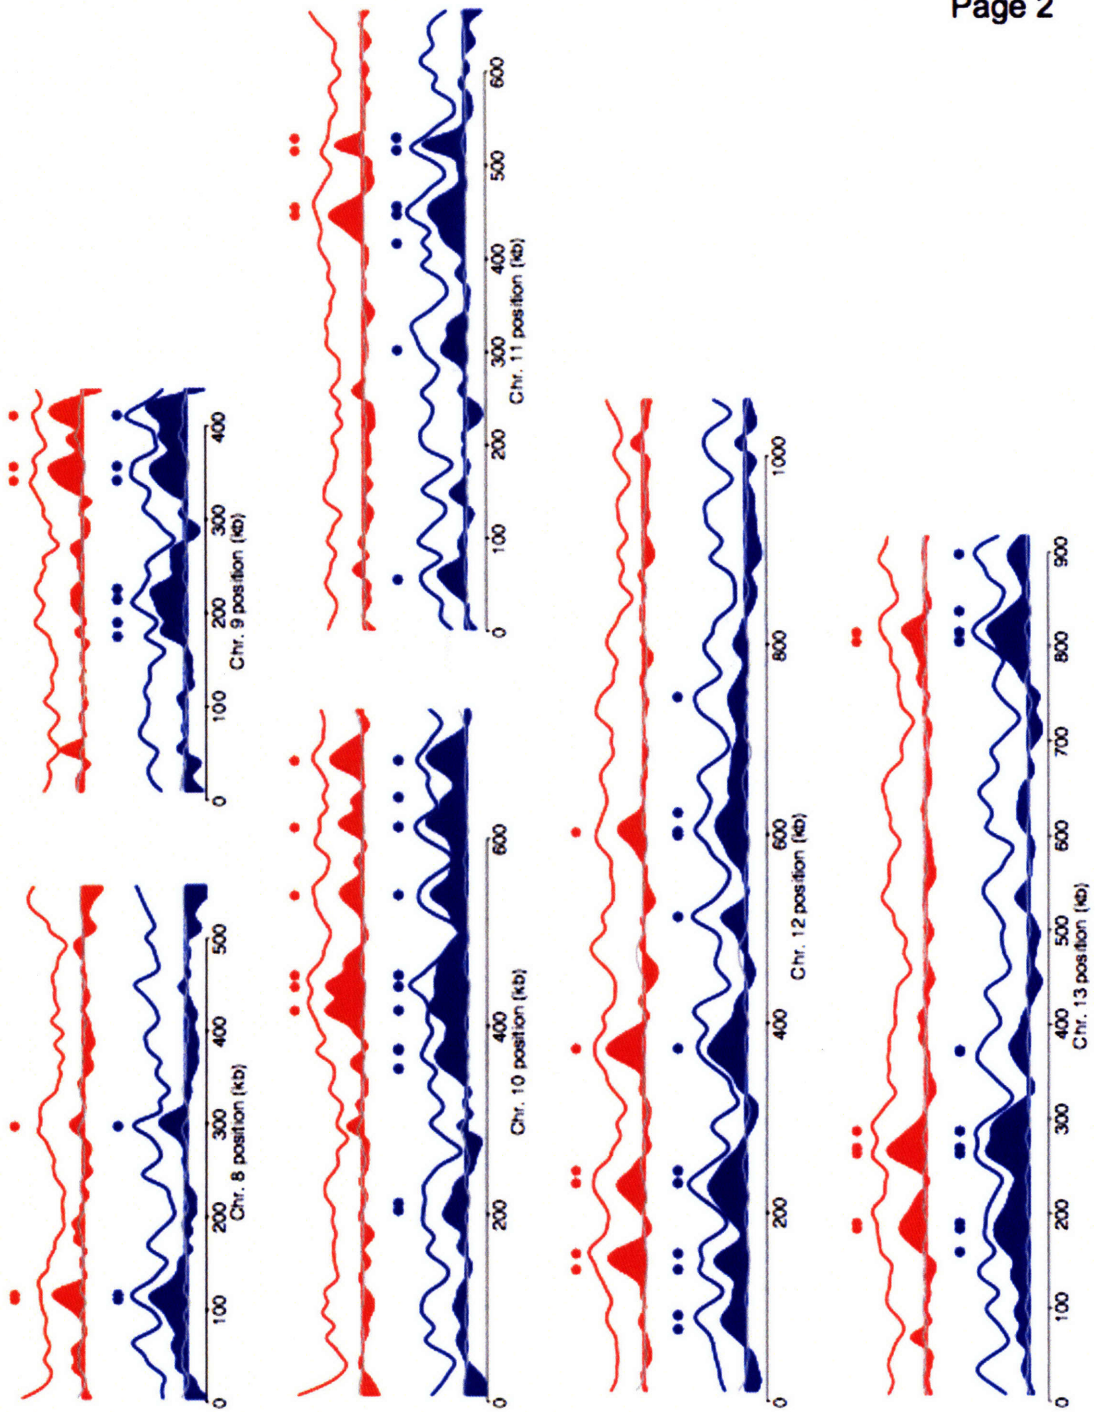 Page 2
0 100 200 300 400 500
Chr. 8 position (kb)
0 100 200 300 400
Chr. 9 position (kb)
0 200 400 600
Chr. 10 position (kb)
0 100 200 300 400 500 600
Chr. 11 position (kb)
0 200 400 600 800 1000
Chr. 12 position (kb)
0 100 200 300 400 500 600 700 800 900
Chr. 13 position (kb)